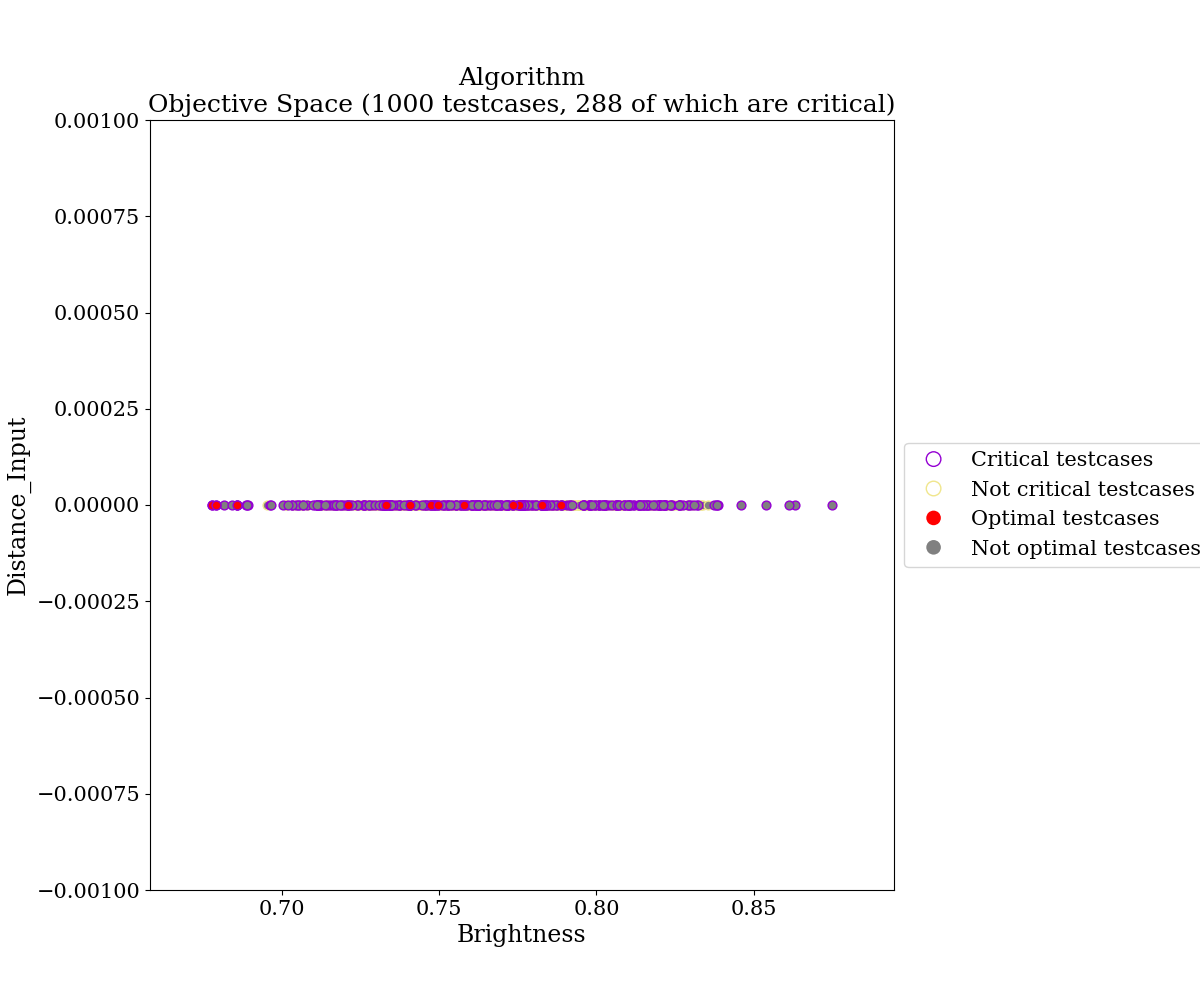 Algorithm
Objective Space (1000 testcases, 288 of which are critical)
0.00100
0.00075
0.00050
0.00025
0.00000
−0.00025
−0.00050
−0.00075
−0.00100
Distance_Input
0.70 0.75 0.80 0.85
Brightness
Critical testcases
Not critical testcases
Optimal testcases
Not optimal testcases